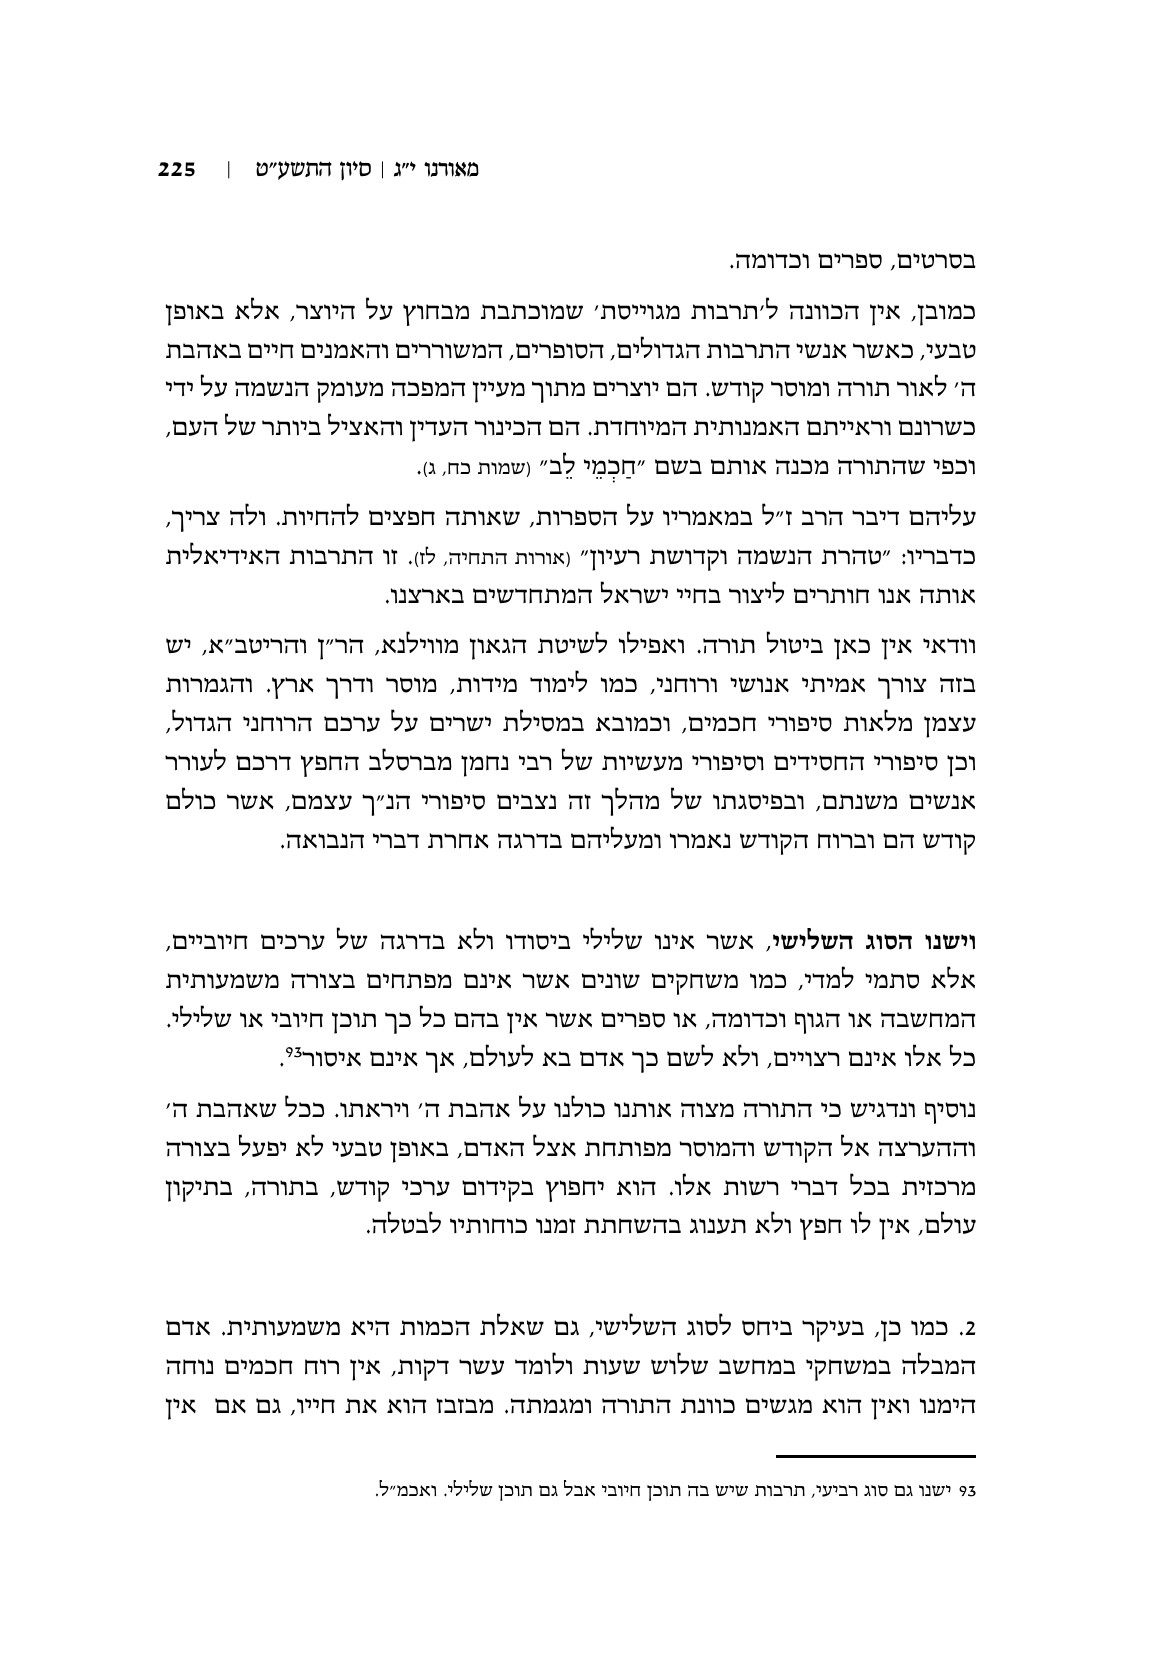 מאורנו י״ג | סיון התשע״ט | 225
בסרטים, ספרים וכדומה.
כמובן, אין הכוונה ל׳תרבות מגוייסת׳ שמוכתבת מבחוץ על היוצר, אלא באופן
טבעי, כאשר אנשי התרבות הגדולים, הסופרים, המשוררים והאמנים חיים באהבת
ה׳ לאור תורה ומוסר קודש. הם יוצרים מתוך מעיין המפכה מעומק הנשמה על ידי
כשרונם וראייתם האמנותית המיוחדת. הם הכינור העדין והאציל ביותר של העם,
וכפי שהתורה מכנה אותם בשם ״חַכְמֵי לֵב״ (שמות כח, ג).
עליהם דיבר הרב ז״ל במאמריו על הספרות, שאותה חפצים להחיות. ולה צריך,
כדבריו: ״טהרת הנשמה וקדושת רעיון״ (אורות התחיה, לז). זו התרבות האידיאלית
אותה אנו חותרים ליצור בחיי ישראל המתחדשים בארצנו.
וודאי אין כאן ביטול תורה. ואפילו לשיטת הגאון מווילנא, הר״ן והריטב״א, יש
בזה צורך אמיתי אנושי ורוחני, כמו לימוד מידות, מוסר ודרך ארץ. והגמרות
עצמן מלאות סיפורי חכמים, וכמובא במסילת ישרים על ערכם הרוחני הגדול,
וכן סיפורי החסידים וסיפורי מעשיות של רבי נחמן מברסלב החפץ דרכם לעורר
אנשים משנתם, ובפיסגתו של מהלך זה נצבים סיפורי הנ״ך עצמם, אשר כולם
קודש הם וברוח הקודש נאמרו ומעליהם בדרגה אחרת דברי הנבואה.
וישנו הסוג השלישי, אשר אינו שלילי ביסודו ולא בדרגה של ערכים חיוביים,
אלא סתמי למדי, כמו משחקים שונים אשר אינם מפתחים בצורה משמעותית
המחשבה או הגוף וכדומה, או ספרים אשר אין בהם כל כך תוכן חיובי או שלילי.
כל אלו אינם רצויים, ולא לשם כך אדם בא לעולם, אך אינם איסור93.
נוסיף ונדגיש כי התורה מצוה אותנו כולנו על אהבת ה׳ ויראתו. ככל שאהבת ה׳
וההערצה אל הקודש והמוסר מפותחת אצל האדם, באופן טבעי לא יפעל בצורה
מרכזית בכל דברי רשות אלו. הוא יחפוץ בקידום ערכי קודש, בתורה, בתיקון
עולם, אין לו חפץ ולא תענוג בהשחתת זמנו כוחותיו לבטלה.
2. כמו כן, בעיקר ביחס לסוג השלישי, גם שאלת הכמות היא משמעותית. אדם
המבלה במשחקי במחשב שלוש שעות ולומד עשר דקות, אין רוח חכמים נוחה
הימנו ואין הוא מגשים כוונת התורה ומגמתה. מבזבז הוא את חייו, גם אם אין
93 ישנו גם סוג רביעי, תרבות שיש בה תוכן חיובי אבל גם תוכן שלילי. ואכמ״ל.